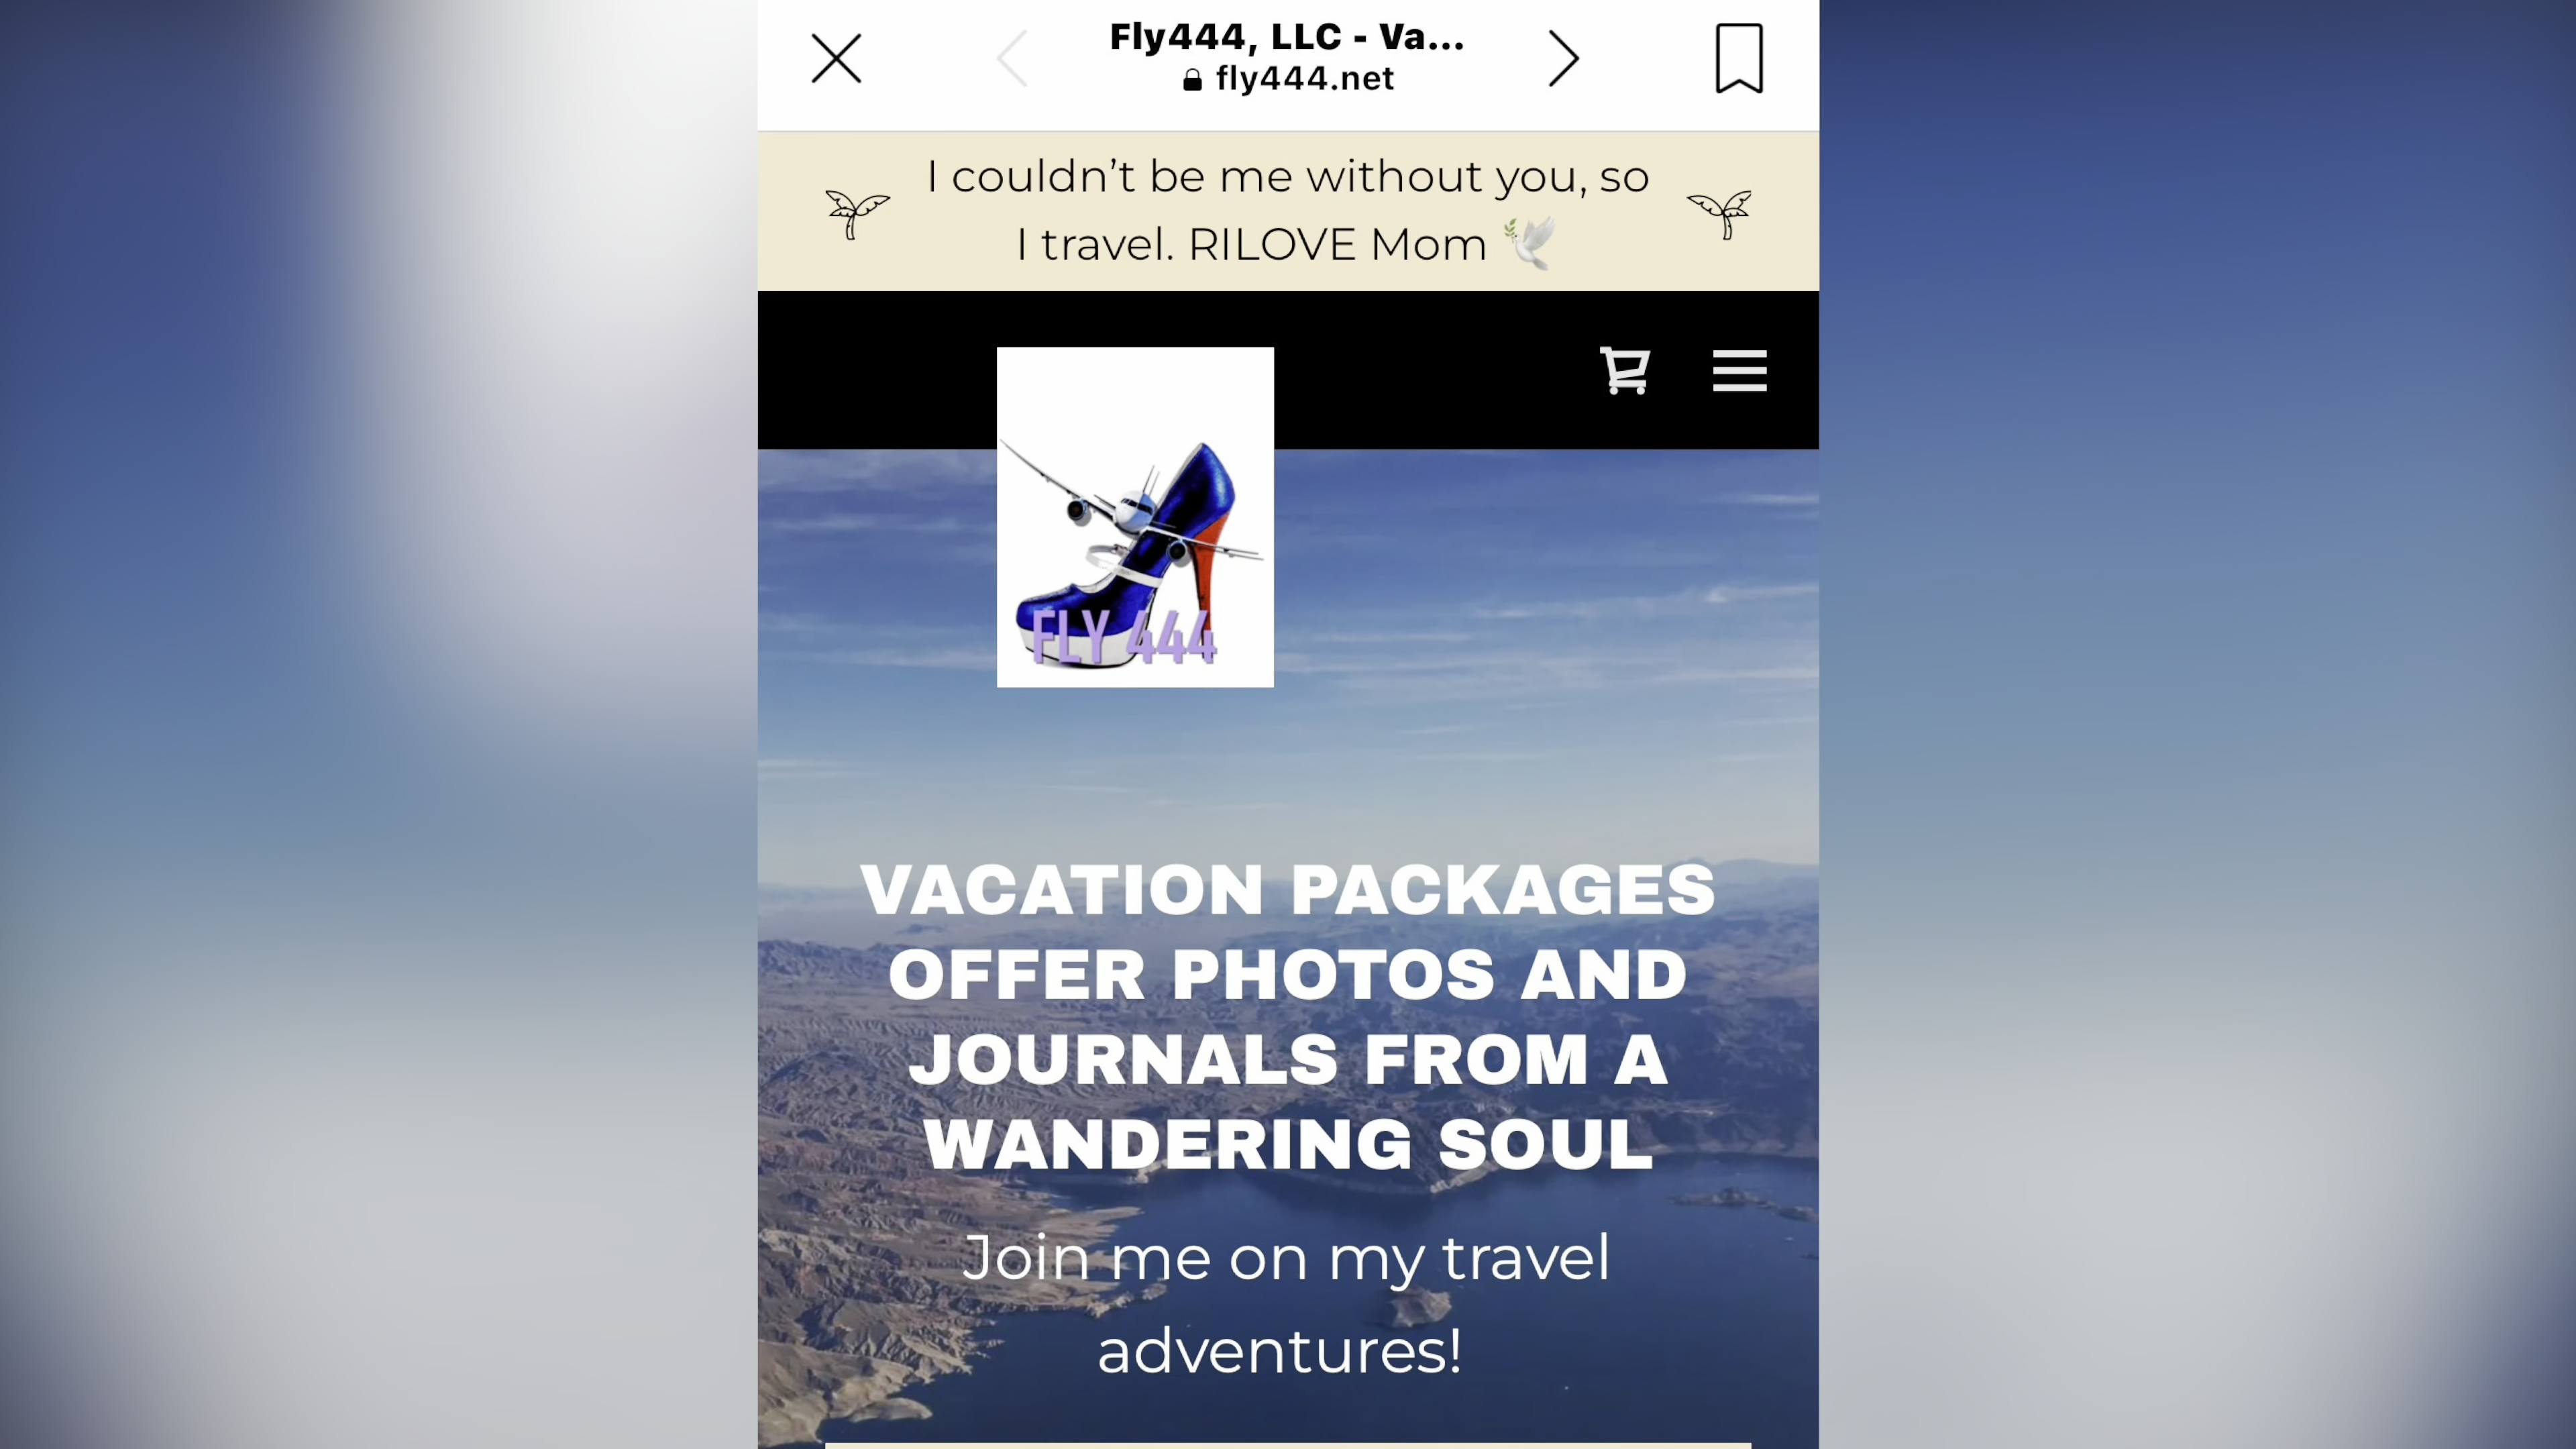 Fly444, LLC - Va...
fly444.net
I couldn’t be me without you, so
I travel. RILOVE Mom 🕊️
FLY 444
VACATION PACKAGES
OFFER PHOTOS AND
JOURNALS FROM A
WANDERING SOUL
Join me on my travel
adventures!